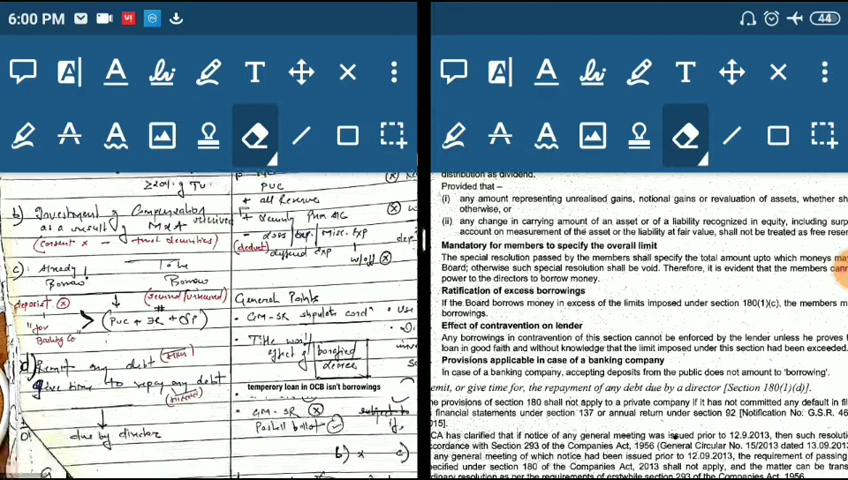 6:00 PM
44
≥20% of TU
PUC
+ all Reserve
b) Investment of Compensation
received
as a result of M&A
(consent x - trust securities)
+ security Prm A/c
- loss | Exp. | Misc. Exp
(deduct)
w/off
c) Already
Borrow
To be
Borrow
(secured/unsecured)
deposit
"for
Banking Co"
> (PUC + FR + SP)
General Points
- GM-SR stipulate condn
- Title
effect of
bonafied
d) Remit any debt
(Firm)
give time to repay any debt
due by director
temperory loan in OCB isn't borrowings
- GM-SR
Postal ballot
b) x c)
distribution as dividend.
Provided that –
(i) any amount representing unrealised gains, notional gains or revaluation of assets, whether sh
otherwise, or
(ii) any change in carrying amount of an asset or of a liability recognized in equity, including surp
account on measurement of the asset or the liability at fair value, shall not be treated as free reser
Mandatory for members to specify the overall limit
The special resolution passed by the members shall specify the total amount upto which moneys may
Board; otherwise such special resolution shall be void. Therefore, it is evident that the members cann
power to the directors to borrow money.
Ratification of excess borrowings
If the Board borrows money in excess of the limits imposed under section 180(1)(c), the members m
borrowings.
Effect of contravention on lender
Any borrowings in contravention of this section cannot be enforced by the lender unless he proves t
loan in good faith and without knowledge that the limit imposed under this section had been exceeded.
Provisions applicable in case of a banking company
In case of a banking company, accepting deposits from the public does not amount to 'borrowing'.
emit, or give time for, the repayment of any debt due by a director [Section 180(1)(d)].
he provisions of section 180 shall not apply to a private company if it has not committed any default in fil
financial statements under section 137 or annual return under section 92 [Notification No. G.S.R. 46
015].
CA has clarified that if notice of any general meeting was issued prior to 12.9.2013, then such resoluti
ccordance with Section 293 of the Companies Act, 1956 (General Circular No. 15/2013 dated 13.09.2013
any general meeting of which notice had been issued prior to 12.09.2013, the requirement of passing
pecified under section 180 of the Companies Act, 2013 shall not apply, and the matter can be trans
dinary resolution as per the requirements of erstwhile section 293 of the Companies Act, 1956